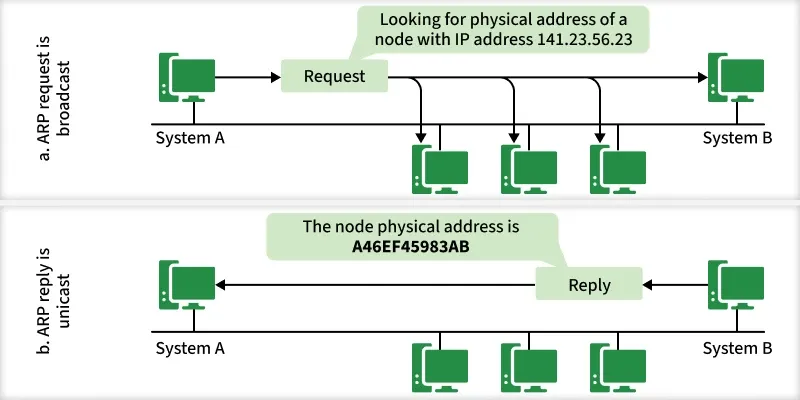 a. ARP request is
broadcast
Looking for physical address of a
node with IP address 141.23.56.23
Request
System A
System B
b. ARP reply is
unicast
The node physical address is
A46EF45983AB
Reply
System A
System B